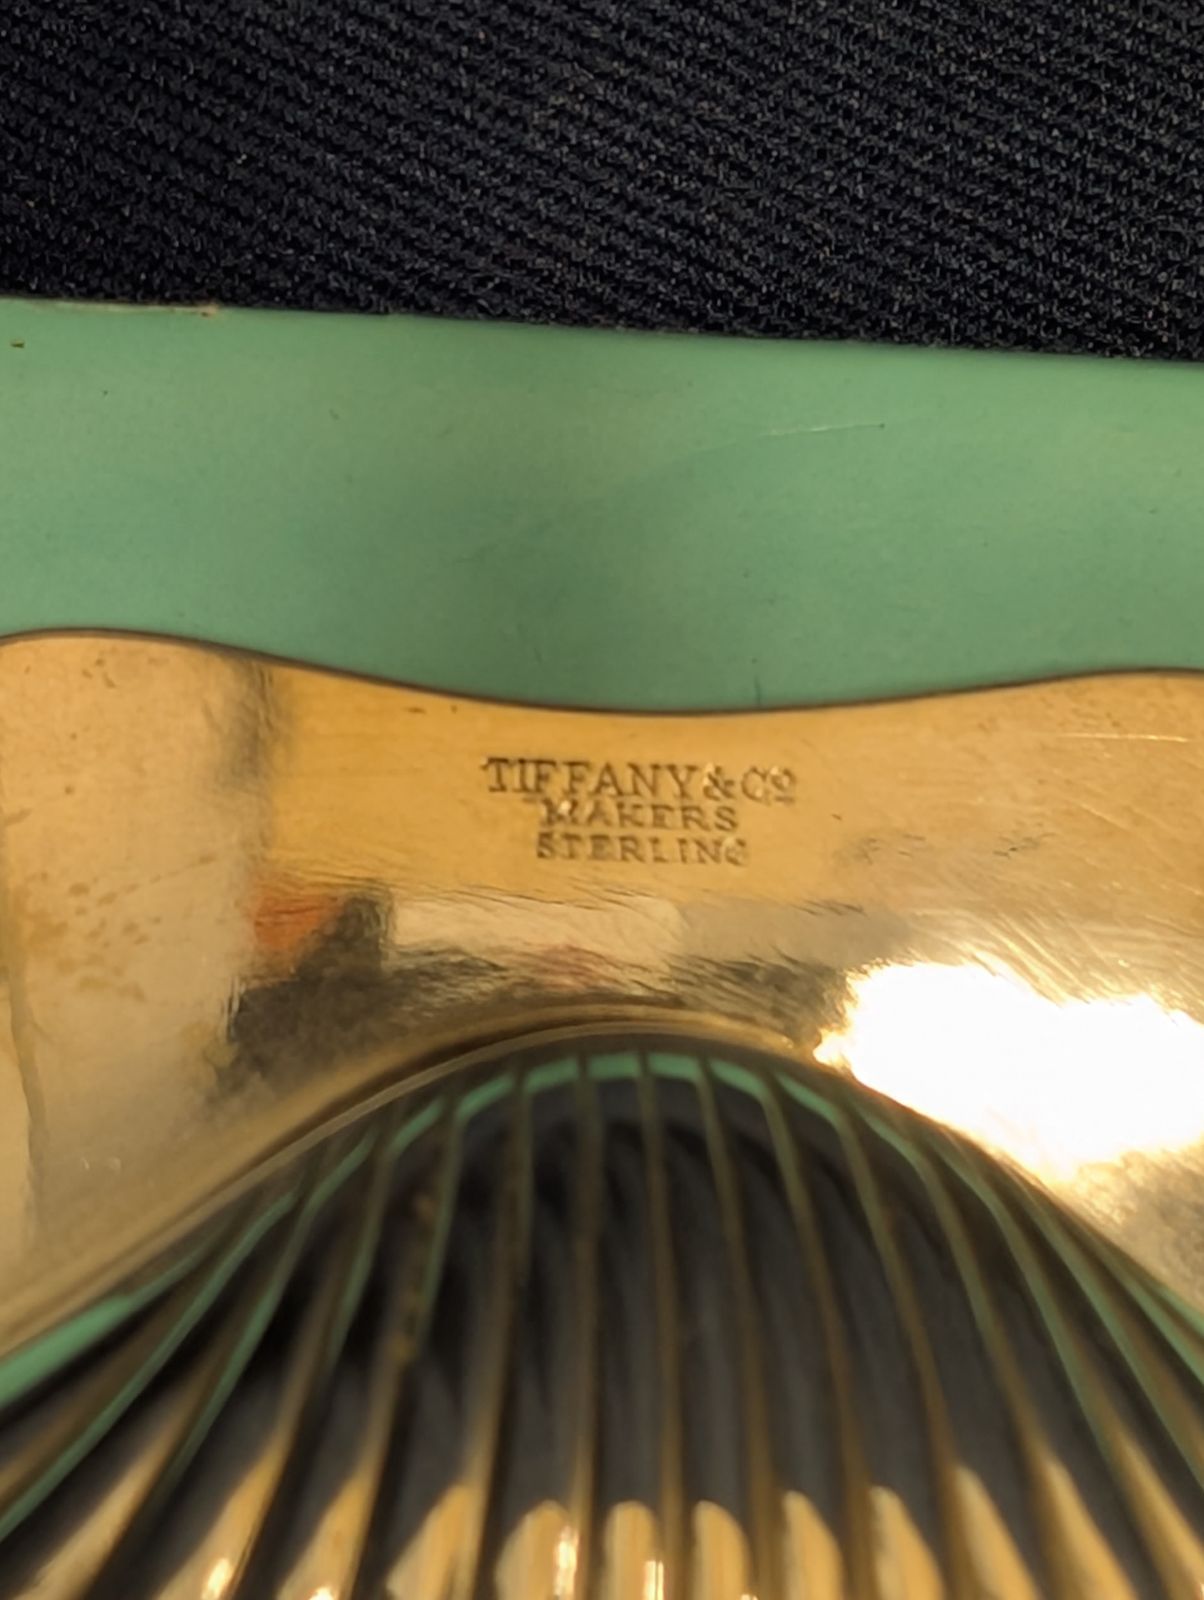 TIFFANY & Cº
MAKERS
STERLING